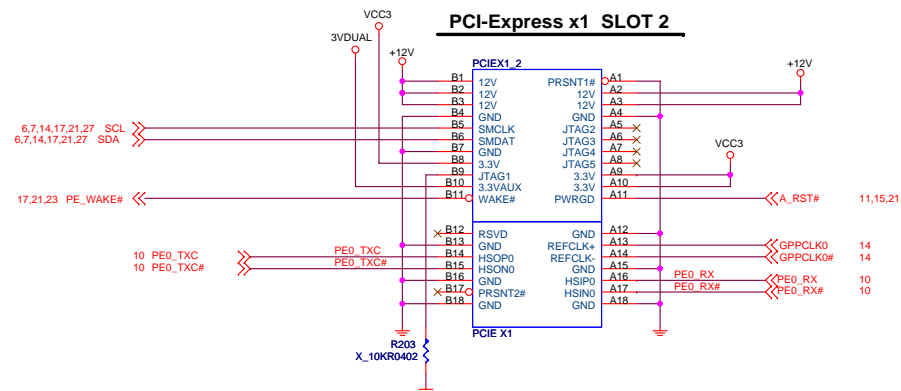 PCI-Express x1 SLOT 2
VCC3
3VDUAL
+12V
PCIEX1_2
+12V
B1 12V PRSNT1# A1
B2 12V 12V A2
B3 12V 12V A3
B4 GND GND A4
6,7,14,17,21,27 SCL B5 SMCLK JTAG2 A5
6,7,14,17,21,27 SDA B6 SMDAT JTAG3 A6
B7 GND JTAG4 A7
B8 3.3V JTAG5 A8
VCC3
B9 JTAG1 3.3V A9
B10 3.3VAUX 3.3V A10
17,21,23 PE_WAKE# B11 WAKE# PWRGD A11 A_RST# 11,15,21
B12 RSVD GND A12
B13 GND REFCLK+ A13 GPPCLK0 14
10 PE0_TXC PE0_TXC B14 HSOP0 REFCLK- A14 GPPCLK0# 14
10 PE0_TXC# PE0_TXC# B15 HSON0 GND A15
B16 GND HSIP0 A16 PE0_RX PE0_RX 10
B17 PRSNT2# HSIN0 A17 PE0_RX# PE0_RX# 10
B18 GND GND A18
PCIE X1
R203
X_10KR0402